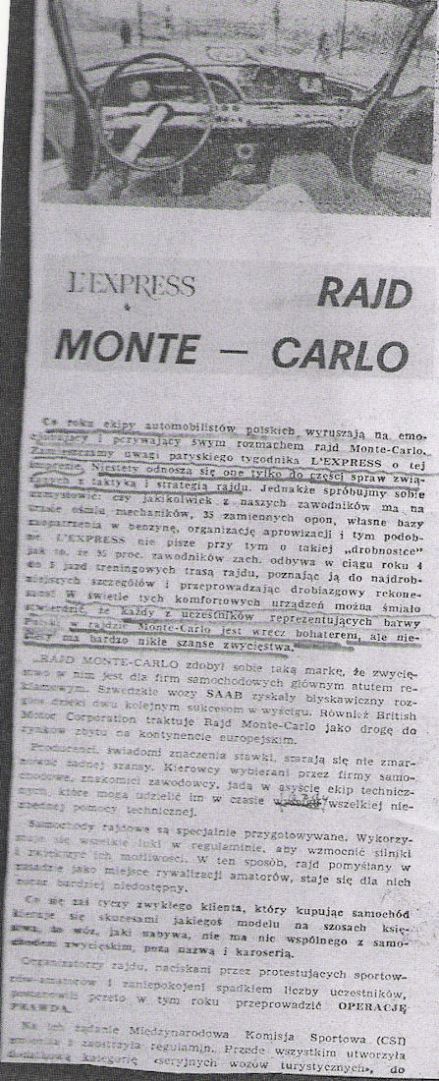 L'EXPRESS RAJD
MONTE — CARLO
Co roku ekipy automobilistów polskich wyruszają na emo-
cjonujący i porywający swym rozmachem rajd Monte-Carlo.
Zamieszczamy uwagi paryskiego tygodnika L'EXPRESS o tej
imprezie. Niestety odnoszą się one tylko do części spraw zwią-
zanych z taktyką i strategią rajdu. Jednakże spróbujmy sobie
uzmysłowić: czy jakikolwiek z naszych zawodników ma na
trasie ośmiu mechaników, 35 zamiennych opon, własne bazy
zaopatrzenia w benzynę, organizację aprowizacji i tym podob-
ne. L'EXPRESS nie pisze przy tym o takiej „drobnostce"
jak to, że 95 proc. zawodników zach. odbywa w ciągu roku 4
do 5 jazd treningowych trasą rajdu, poznając ją do najdrob-
niejszych szczegółów i przeprowadzając drobiazgowy rekone-
sans! W świetle tych komfortowych urządzeń można śmiało
stwierdzić, że każdy z uczestników reprezentujących barwy
Polski w rajdzie Monte-Carlo jest wręcz bohaterem, ale nie-
stety ma bardzo nikłe szanse zwycięstwa.
„RAJD MONTE-CARLO zdobył sobie taką markę, że zwycię-
stwo w nim jest dla firm samochodowych głównym atutem re-
klamowym. Szwedzkie wozy SAAB zyskały błyskawiczny roz-
głos dzięki dwu kolejnym sukcesom w wyścigu. Również British
Motor Corporation traktuje Rajd Monte-Carlo jako drogę do
rynków zbytu na kontynencie europejskim.
Producenci, świadomi znaczenia stawki, starają się nie zmar-
nować żadnej szansy. Kierowcy wybierani przez firmy samo-
chodowe, znakomici zawodowcy, jadą w asyście ekip technicz-
nych, które mogą udzielić im w czasie jazdy wszelkiej nie-
zbędnej pomocy technicznej.
Samochody rajdowe są specjalnie przygotowywane. Wykorzy-
stuje się wszelkie luki w regulaminie, aby wzmocnić silniki
i zwiększyć ich możliwości. W ten sposób, rajd pomyślany w
zasadzie jako miejsce rywalizacji amatorów, staje się dla nich
coraz bardziej niedostępny.
Co się zaś tyczy zwykłego klienta, który kupując samochód
kieruje się sukcesami jakiegoś modelu na szosach księ-
stwa, to wóz, jaki nabywa, nie ma nic wspólnego z samo-
chodem zwycięskim, poza nazwą i karoserią.
Organizatorzy rajdu, naciskani przez protestujących sportow-
ców-amatorów i zaniepokojeni spadkiem liczby uczestników,
postanowili przeto w tym roku przeprowadzić OPERACJĘ
PRAWDA.
Na ich żądanie Międzynarodowa Komisja Sportowa (CSI)
zmieniła i zaostrzyła regulamin. Przede wszystkim utworzyła
dodatkową kategorię «seryjnych wozów turystycznych», do